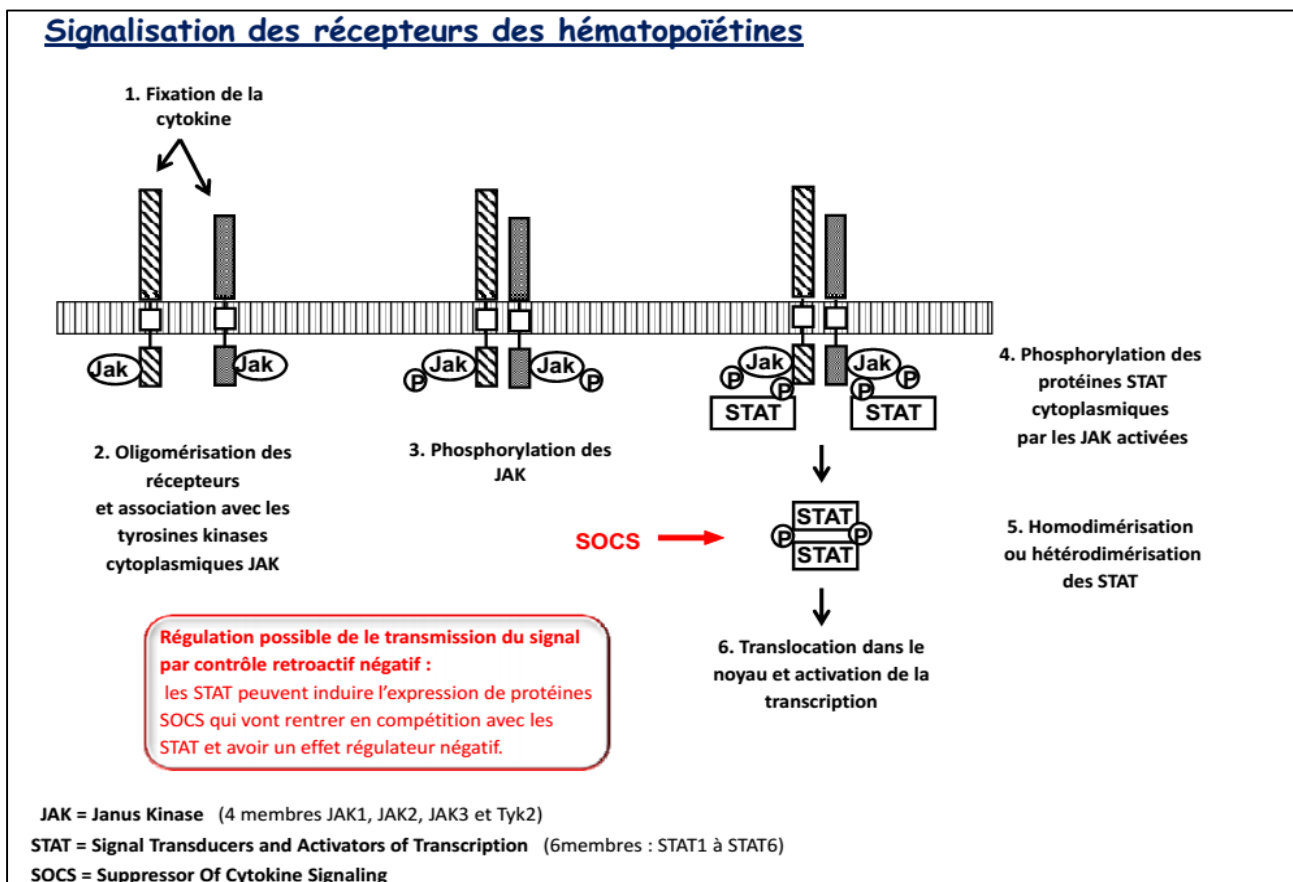 Signalisation des récepteurs des hématopoïétines
1. Fixation de la
cytokine
Jak
Jak
P
Jak
Jak
P
P
Jak
Jak
P
P
P
STAT
STAT
2. Oligomérisation des
récepteurs
et association avec les
tyrosines kinases
cytoplasmiques JAK
3. Phosphorylation des
JAK
4. Phosphorylation des
protéines STAT
cytoplasmiques
par les JAK activées
SOCS
P
STAT
STAT
P
5. Homodimérisation
ou hétérodimérisation
des STAT
6. Translocation dans le
noyau et activation de la
transcription
Régulation possible de le transmission du signal
par contrôle retroactif négatif :
les STAT peuvent induire l'expression de protéines
SOCS qui vont rentrer en compétition avec les
STAT et avoir un effet régulateur négatif.
JAK = Janus Kinase (4 membres JAK1, JAK2, JAK3 et Tyk2)
STAT = Signal Transducers and Activators of Transcription (6membres : STAT1 à STAT6)
SOCS = Suppressor Of Cytokine Signaling